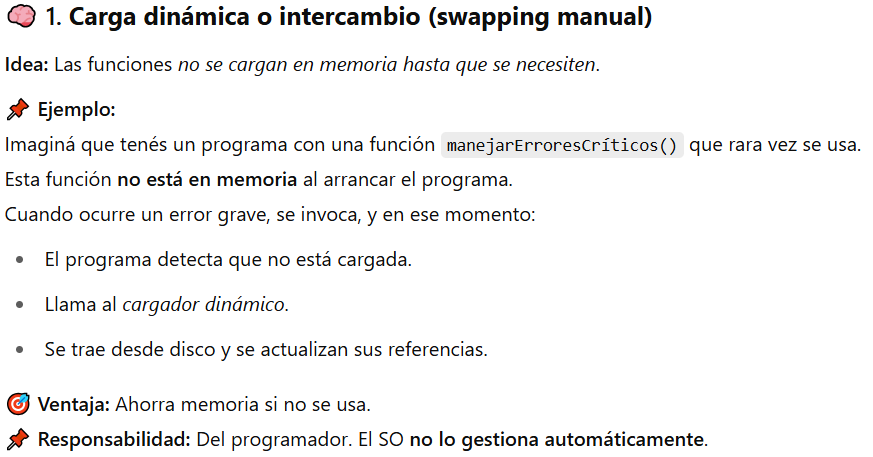 🧠 1. Carga dinámica o intercambio (swapping manual)
Idea: Las funciones no se cargan en memoria hasta que se necesiten.
📌 Ejemplo:
Imaginá que tenés un programa con una función manejarErroresCríticos() que rara vez se usa.
Esta función no está en memoria al arrancar el programa.
Cuando ocurre un error grave, se invoca, y en ese momento:
• El programa detecta que no está cargada.
• Llama al cargador dinámico.
• Se trae desde disco y se actualizan sus referencias.
🎯 Ventaja: Ahorra memoria si no se usa.
📌 Responsabilidad: Del programador. El SO no lo gestiona automáticamente.